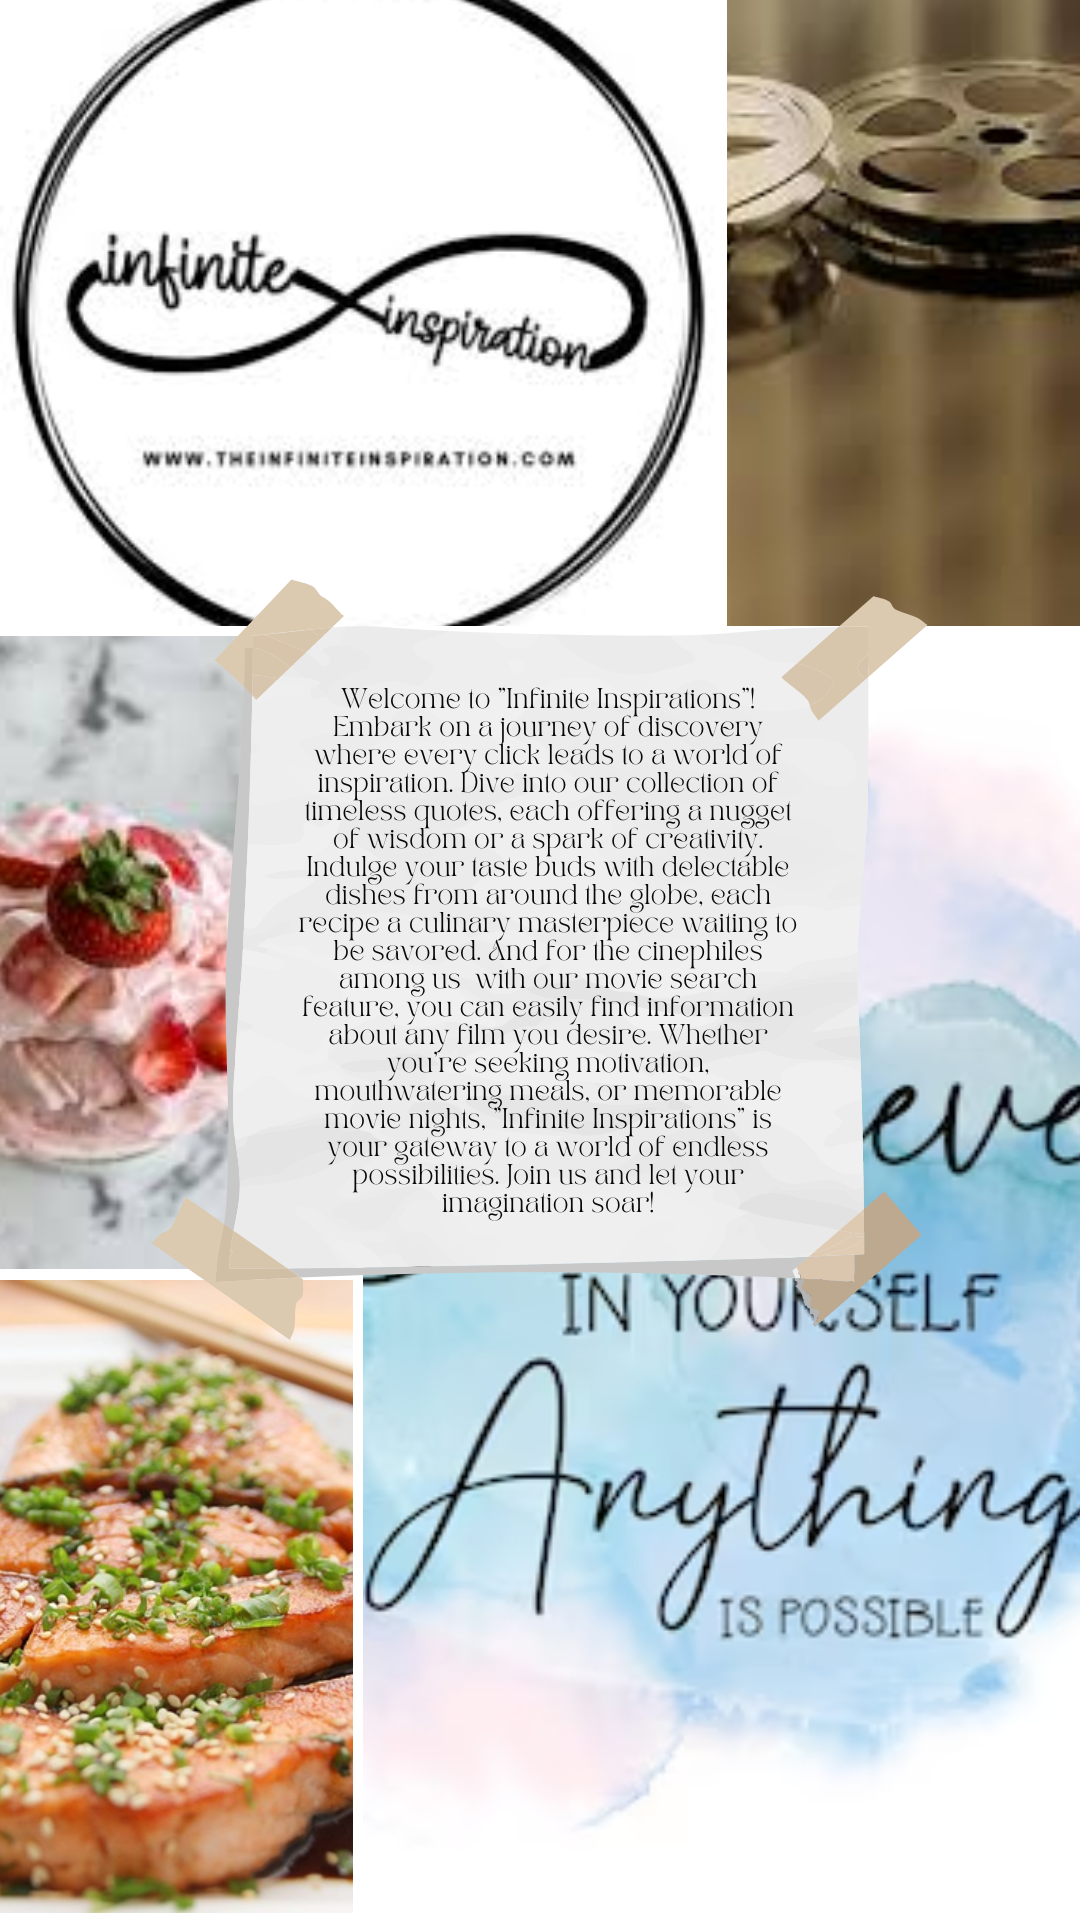 infinite
inspiration
WWW.THEINFINITEINSPIRATION.COM
Welcome to "Infinite Inspirations"!
Embark on a journey of discovery
where every click leads to a world of
inspiration. Dive into our collection of
timeless quotes, each offering a nugget
of wisdom or a spark of creativity.
Indulge your taste buds with delectable
dishes from around the globe, each
recipe a culinary masterpiece waiting to
be savored. And for the cinephiles
among us  with our movie search
feature, you can easily find information
about any film you desire. Whether
you're seeking motivation,
mouthwatering meals, or memorable
movie nights, "Infinite Inspirations" is
your gateway to a world of endless
possibilities. Join us and let your
imagination soar!
eve
IN YOURSELF
Anything
IS POSSIBLE